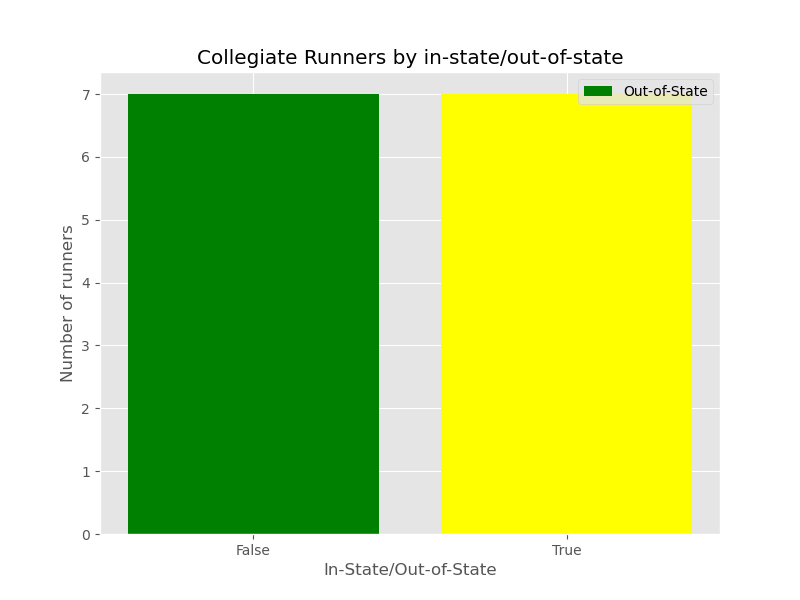 Collegiate Runners by in-state/out-of-state
Out-of-State
7
6
5
4
3
2
1
0
Number of runners
False
True
In-State/Out-of-State